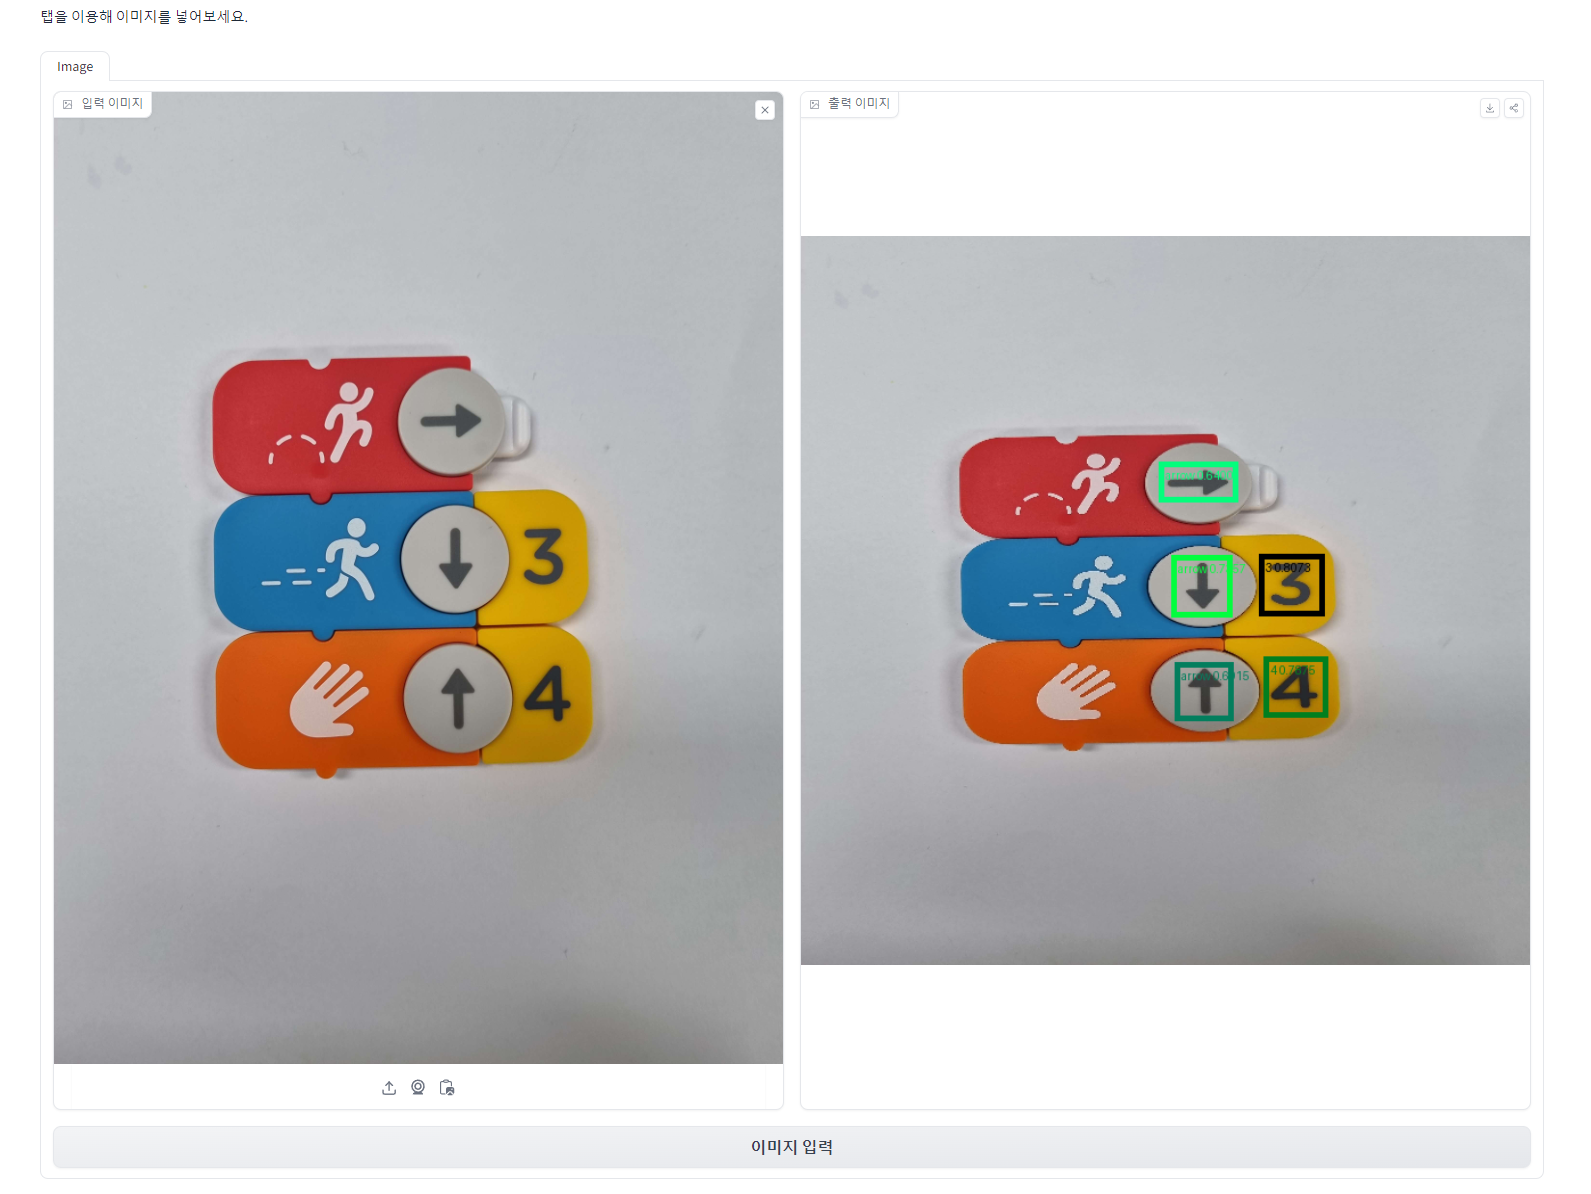 탭을 이용해 이미지를 넣어보세요.
Image
입력 이미지
출력 이미지
3
4
3 0.8073
3
4
이미지 입력